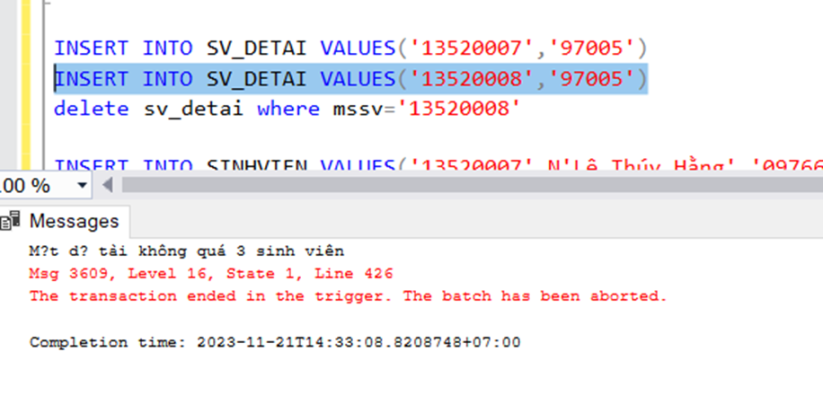 INSERT INTO SV_DETAI VALUES('13520007','97005')
INSERT INTO SV_DETAI VALUES('13520008','97005')
delete sv_detai where mssv='13520008'
INSERT INTO SINHVIEN VALUES('13520007',N'Lê Thúy Hằng','09766
.00 %
Messages
M?t d? tài không quá 3 sinh viên
Msg 3609, Level 16, State 1, Line 426
The transaction ended in the trigger. The batch has been aborted.
Completion time: 2023-11-21T14:33:08.8208748+07:00